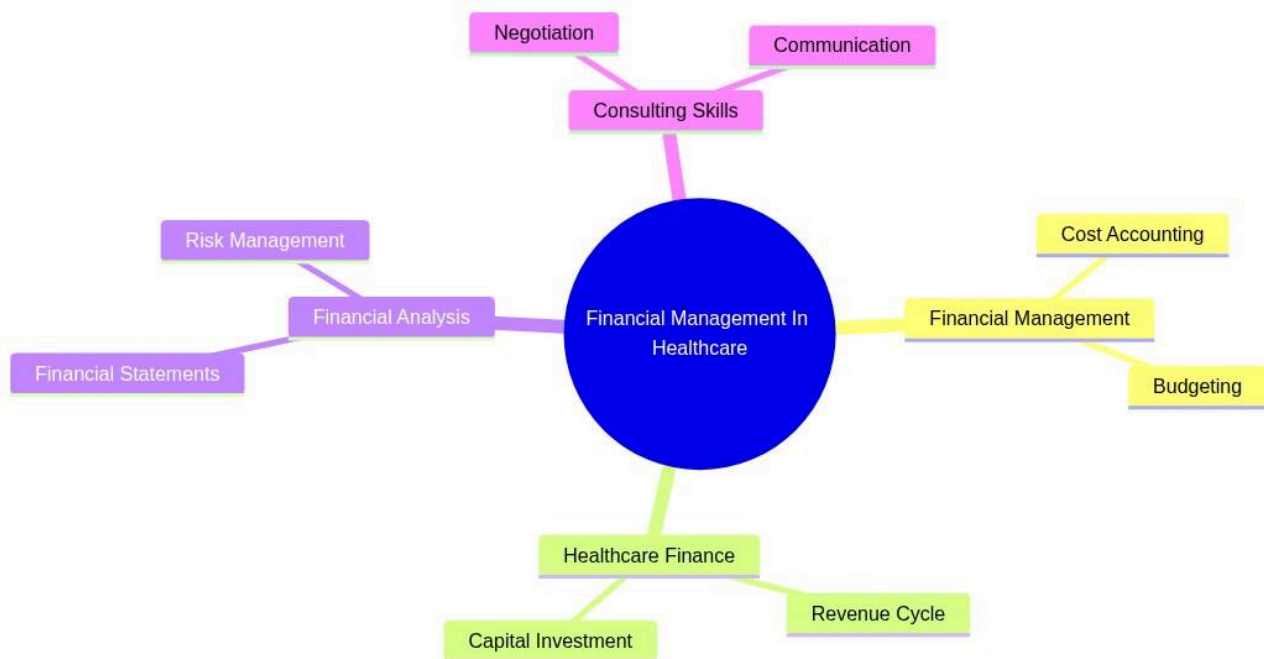 Negotiation
Communication
Consulting Skills
Risk Management
Cost Accounting
Financial Analysis
Financial Management In
Healthcare
Financial Management
Financial Statements
Budgeting
Healthcare Finance
Revenue Cycle
Capital Investment